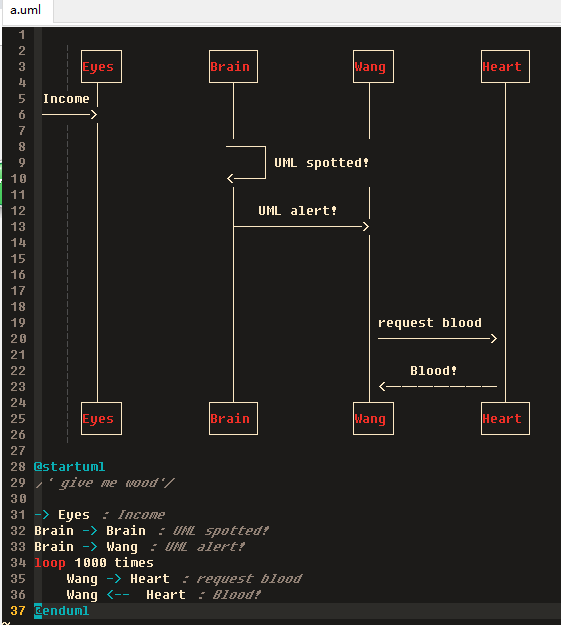 a.uml
1
2
3 Eyes Brain Wang Heart
4
5 Income
6
7
8
9 UML spotted!
10
11
12 UML alert!
13
14
15
16
17
18
19 request blood
20
21
22 Blood!
23
24
25 Eyes Brain Wang Heart
26
27
28 @startuml
29 /' give me wood'/
30
31 -> Eyes : Income
32 Brain -> Brain : UML spotted!
33 Brain -> Wang : UML alert!
34 loop 1000 times
35 Wang -> Heart : request blood
36 Wang <-- Heart : Blood!
37 @enduml
~